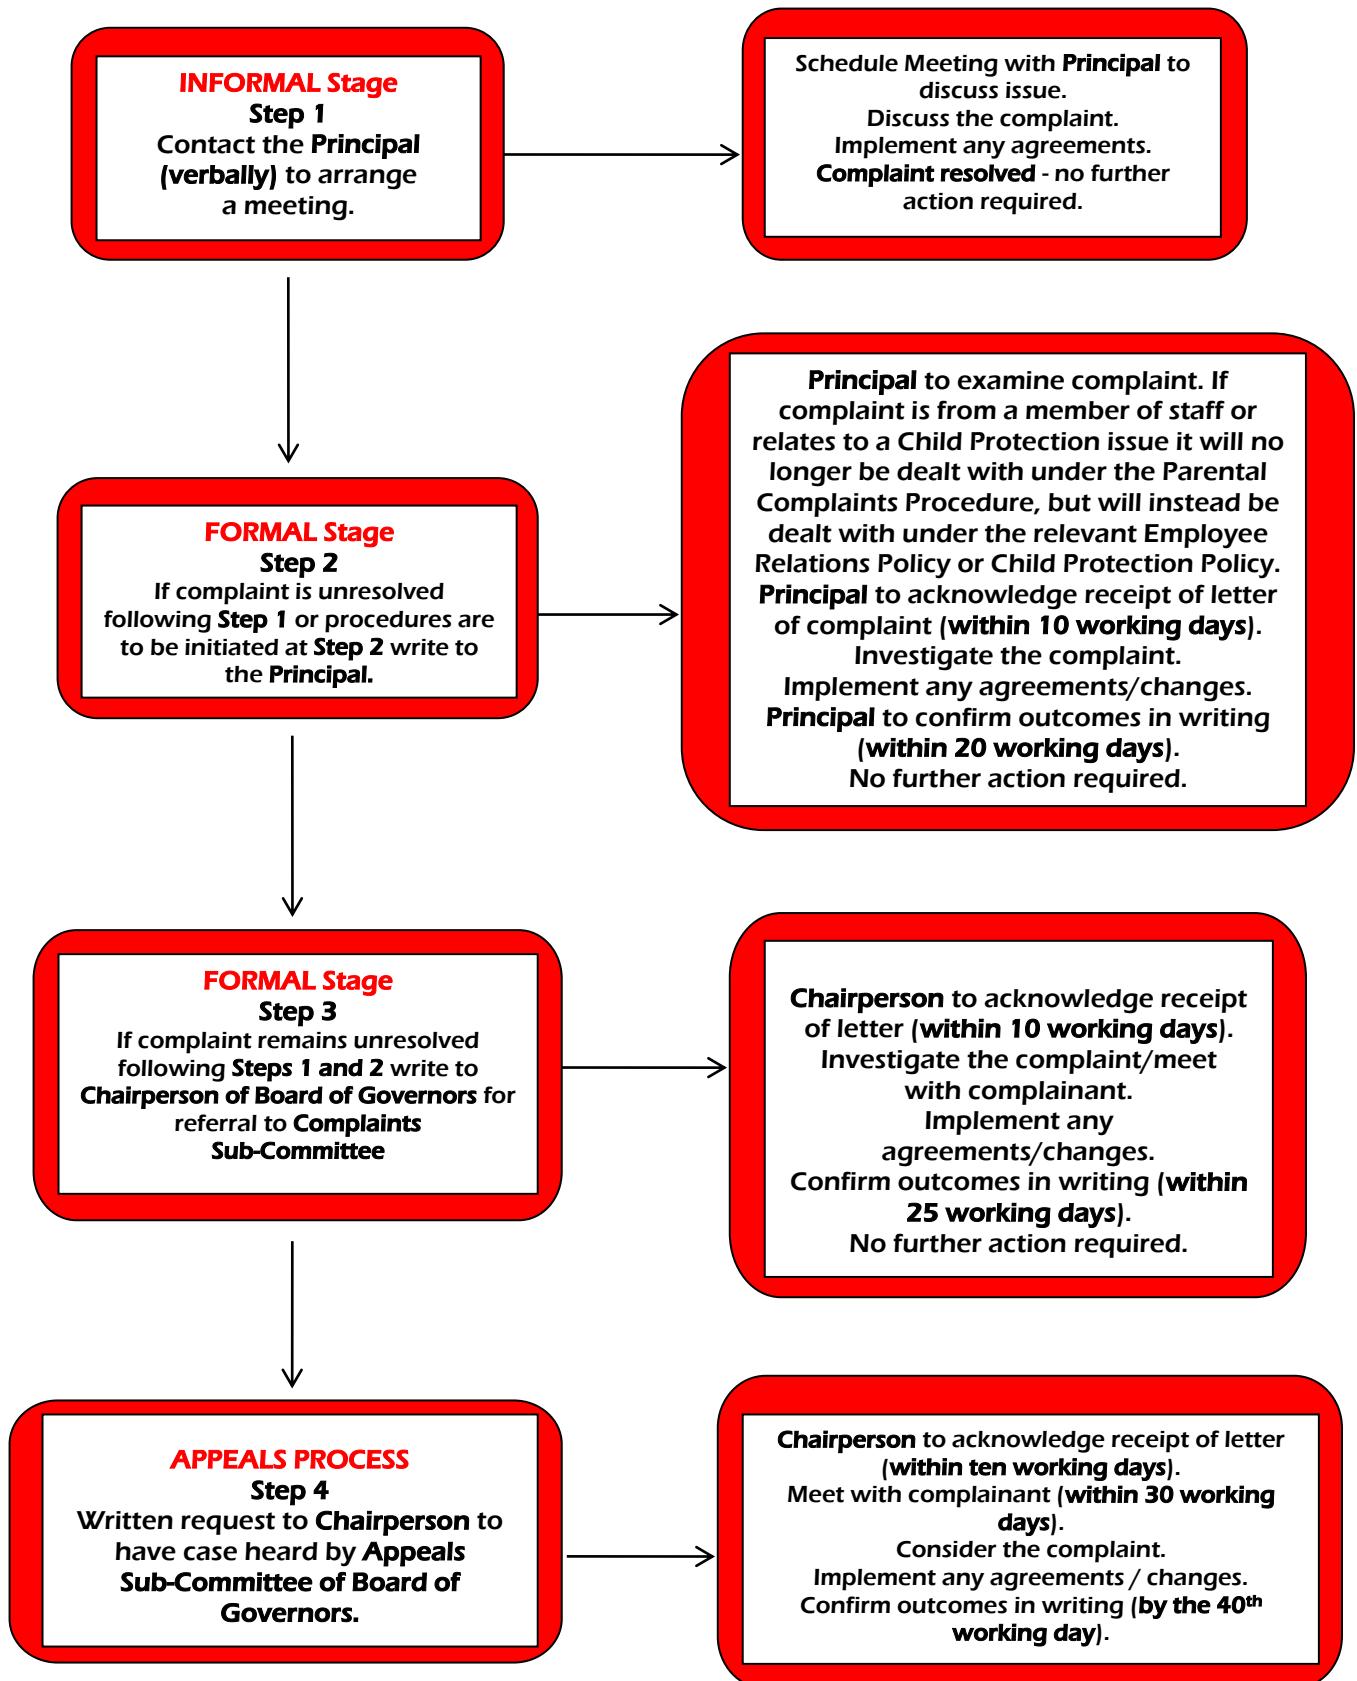 INFORMAL Stage
Step 1
Contact the Principal
(verbally) to arrange
a meeting.
Schedule Meeting with Principal to
discuss issue.
Discuss the complaint.
Implement any agreements.
Complaint resolved - no further
action required.
FORMAL Stage
Step 2
If complaint is unresolved
following Step 1 or procedures are
to be initiated at Step 2 write to
the Principal.
Principal to examine complaint. If
complaint is from a member of staff or
relates to a Child Protection issue it will no
longer be dealt with under the Parental
Complaints Procedure, but will instead be
dealt with under the relevant Employee
Relations Policy or Child Protection Policy.
Principal to acknowledge receipt of letter
of complaint (within 10 working days).
Investigate the complaint.
Implement any agreements/changes.
Principal to confirm outcomes in writing
(within 20 working days).
No further action required.
FORMAL Stage
Step 3
If complaint remains unresolved
following Steps 1 and 2 write to
Chairperson of Board of Governors for
referral to Complaints
Sub-Committee
Chairperson to acknowledge receipt
of letter (within 10 working days).
Investigate the complaint/meet
with complainant.
Implement any
agreements/changes.
Confirm outcomes in writing (within
25 working days).
No further action required.
APPEALS PROCESS
Step 4
Written request to Chairperson to
have case heard by Appeals
Sub-Committee of Board of
Governors.
Chairperson to acknowledge receipt of letter
(within ten working days).
Meet with complainant (within 30 working
days).
Consider the complaint.
Implement any agreements / changes.
Confirm outcomes in writing (by the 40th
working day).